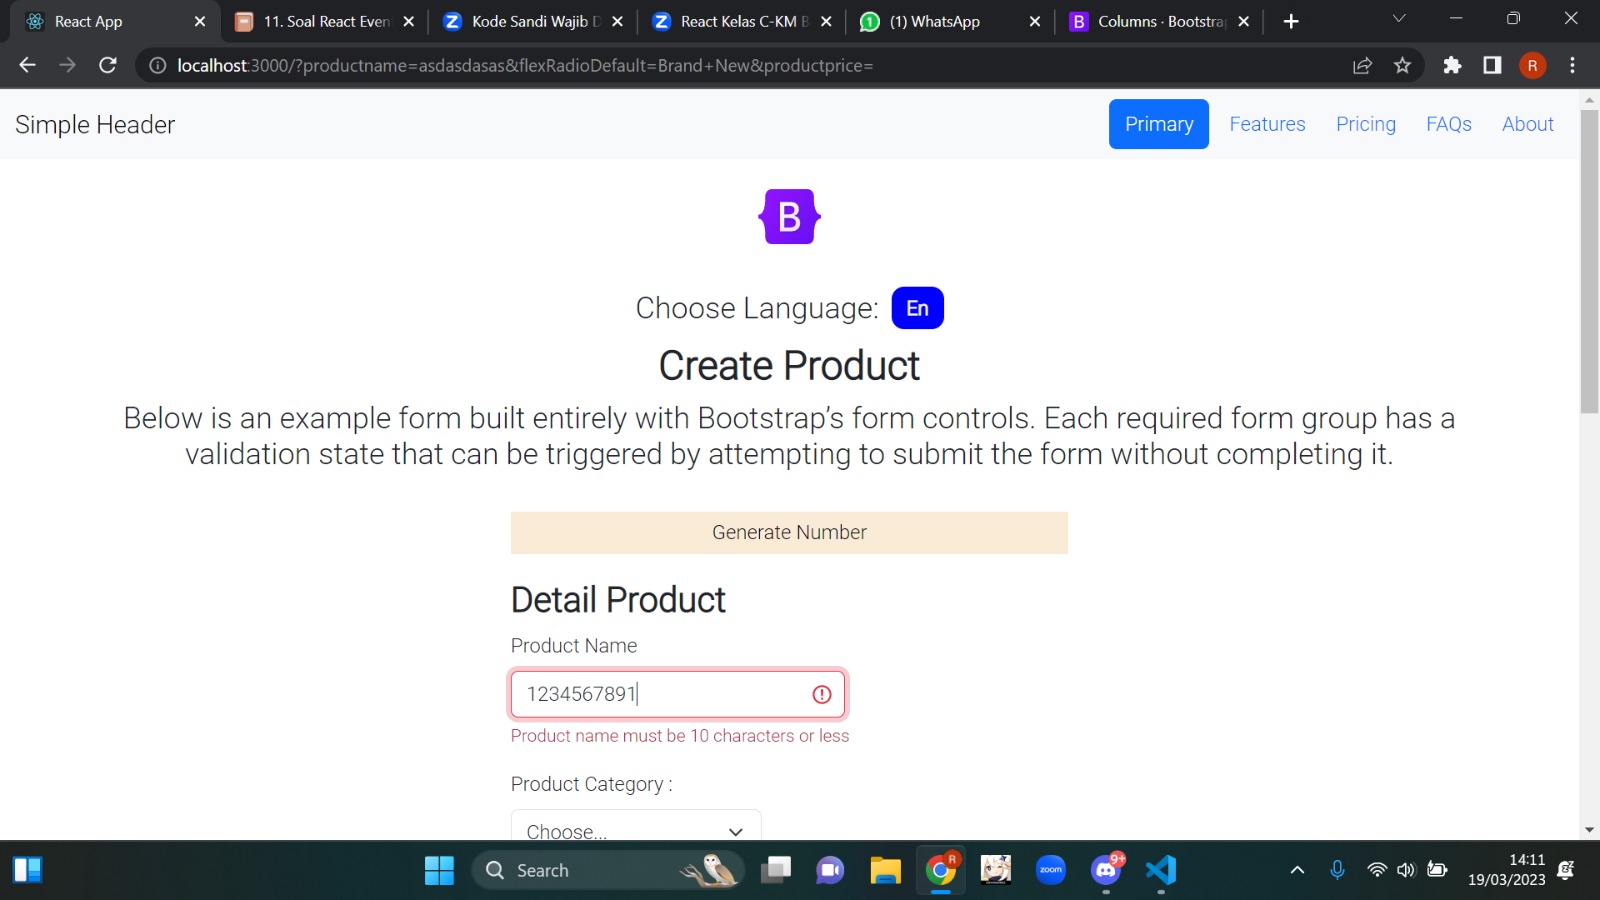 React App
11. Soal React Even
Kode Sandi Wajib D
React Kelas C-KM B
(1) WhatsApp
B
Columns · Bootstrap
localhost:3000/?productname=asdasdasas&flexRadioDefault=Brand+New&productprice=
R
Simple Header
Primary
Features
Pricing
FAQs
About
B
Choose Language:
En
Create Product
Below is an example form built entirely with Bootstrap’s form controls. Each required form group has a
validation state that can be triggered by attempting to submit the form without completing it.
Generate Number
Detail Product
Product Name
1234567891
Product name must be 10 characters or less
Product Category :
Choose...
Search
R
zoom
9+
14:11
19/03/2023